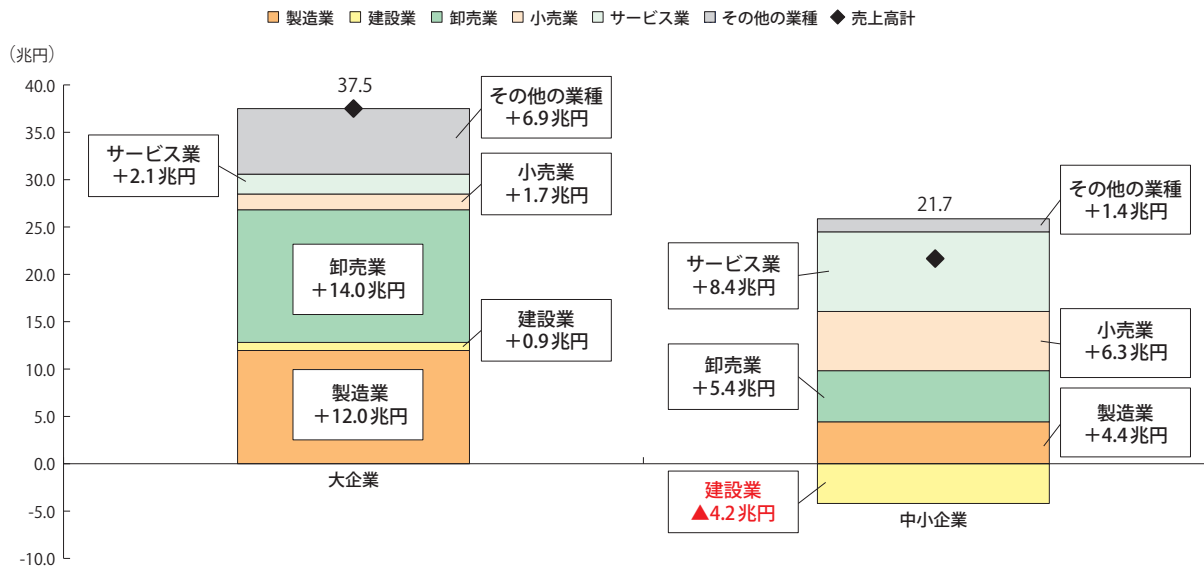 製造業 建設業 卸売業 小売業 サービス業 その他の業種 売上高計
（兆円）
40.0
35.0
30.0
25.0
20.0
15.0
10.0
5.0
0.0
-5.0
-10.0
37.5
その他の業種
＋6.9兆円
サービス業
＋2.1兆円
小売業
＋1.7兆円
卸売業
＋14.0兆円
建設業
＋0.9兆円
製造業
＋12.0兆円
大企業
21.7
その他の業種
＋1.4兆円
サービス業
＋8.4兆円
小売業
＋6.3兆円
卸売業
＋5.4兆円
製造業
＋4.4兆円
建設業
▲4.2兆円
中小企業